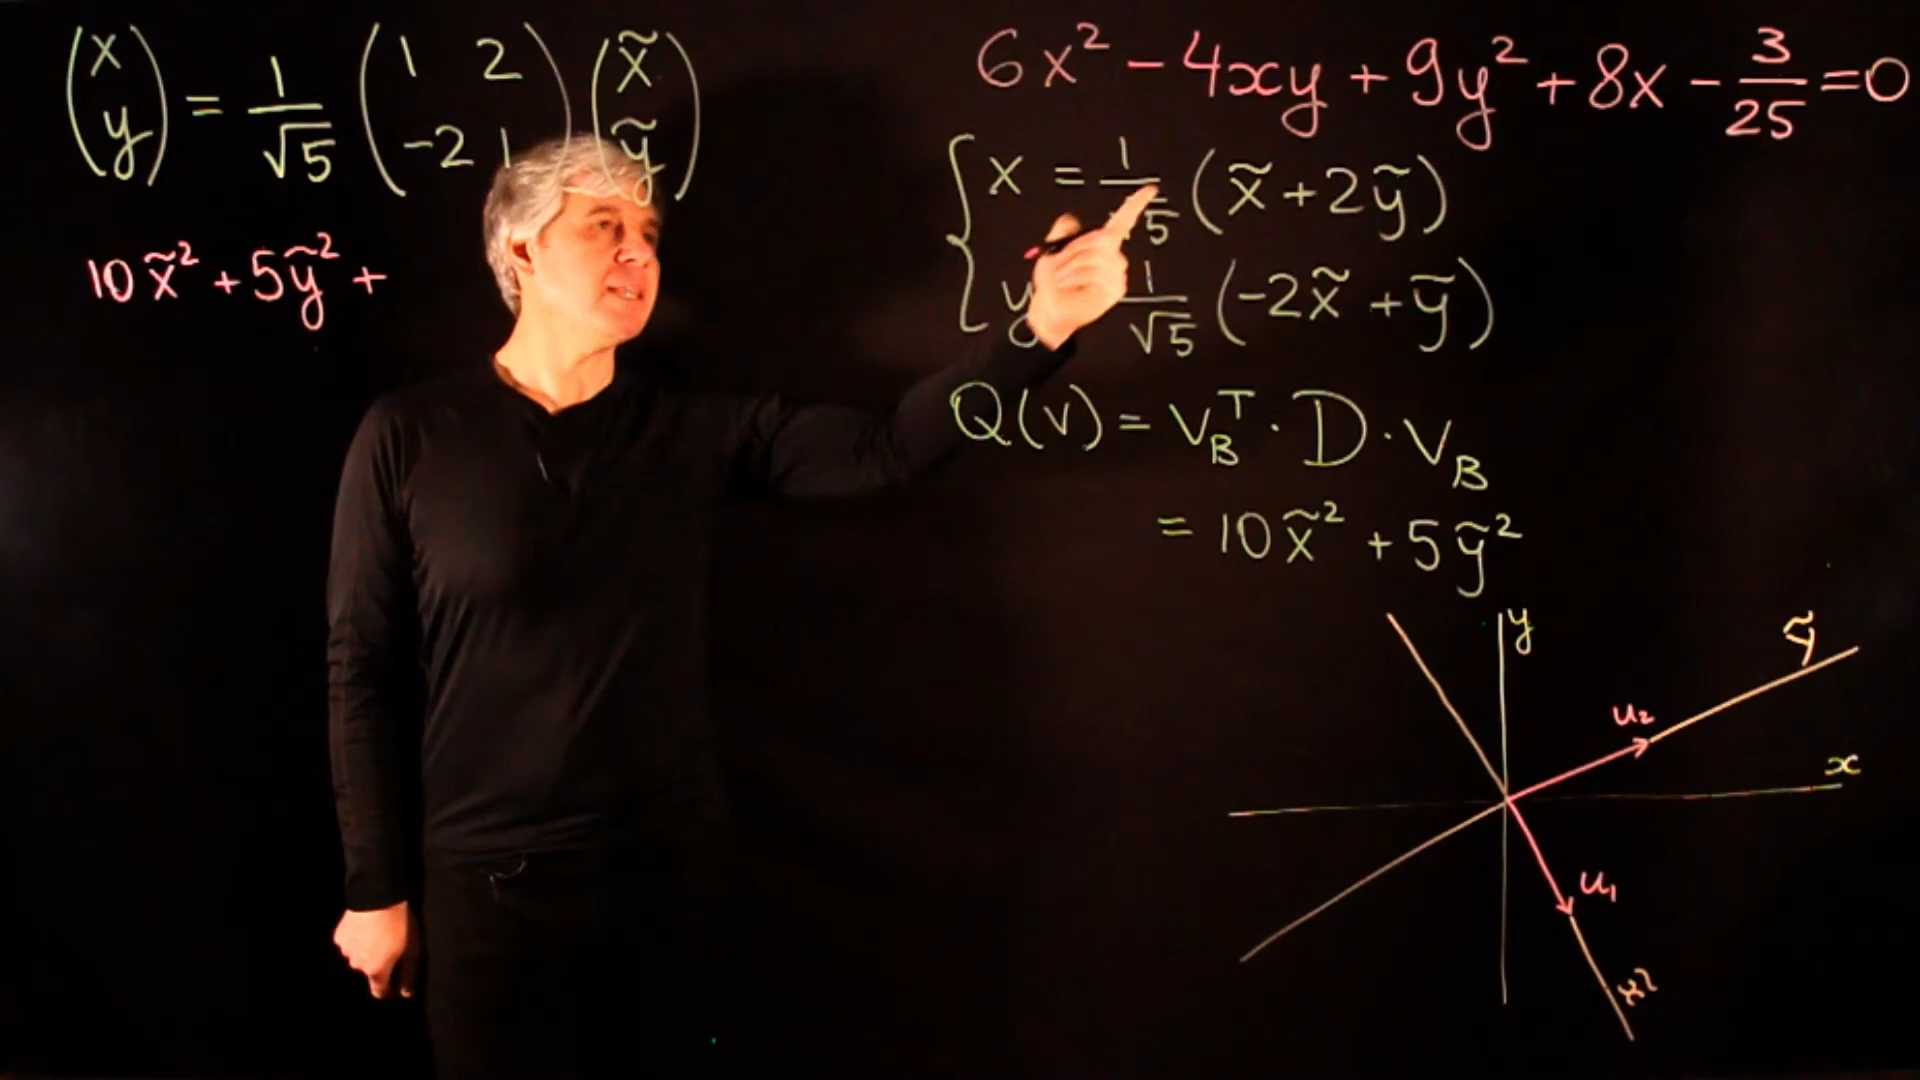 (x y) = 1/√5 (1 2 -2 1) (x̃ ỹ)
10x̃² + 5ỹ² +
6x² - 4xy + 9y² + 8x - 3/25 = 0
{ x = 1/√5 (x̃ + 2ỹ)
y 1/√5 (-2x̃ + ỹ)
Q(v) = v_B^T · D · v_B
= 10x̃² + 5ỹ²
y
ỹ
u₂
x
u₁
x̃